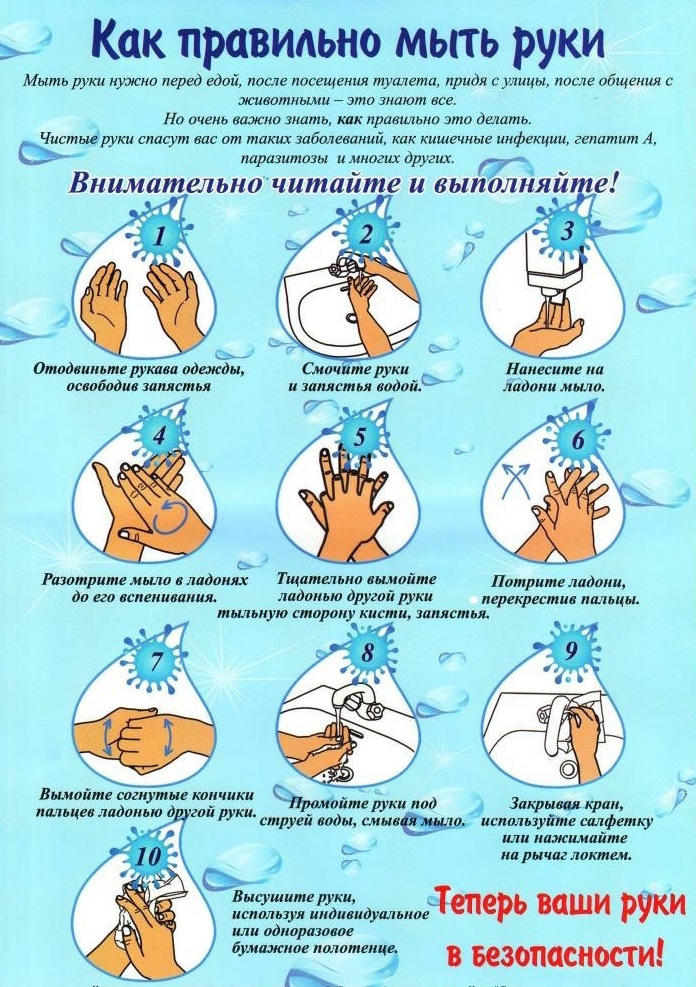 Как правильно мыть руки
Мыть руки нужно перед едой, после посещения туалета, придя с улицы, после общения с
животными – это знают все.
Но очень важно знать, как правильно это делать.
Чистые руки спасут вас от таких заболеваний, как кишечные инфекции, гепатит А,
паразитозы и многих других.
Внимательно читайте и выполняйте!
1
Отодвиньте рукава одежды,
освободив запястья
2
Смочите руки
и запястья водой.
3
Нанесите на
ладони мыло.
4
Разотрите мыло в ладонях
до его вспенивания.
5
Тщательно вымойте
ладонью другой руки
тыльную сторону кисти, запястья.
6
Потрите ладони,
перекрестив пальцы.
7
Вымойте согнутые кончики
пальцев ладонью другой руки.
8
Промойте руки под
струей воды, смывая мыло.
9
Закрывая кран,
используйте салфетку
или нажимайте
на рычаг локтем.
10
Высушите руки,
используя индивидуальное
или одноразовое
бумажное полотенце.
Теперь ваши руки
в безопасности!